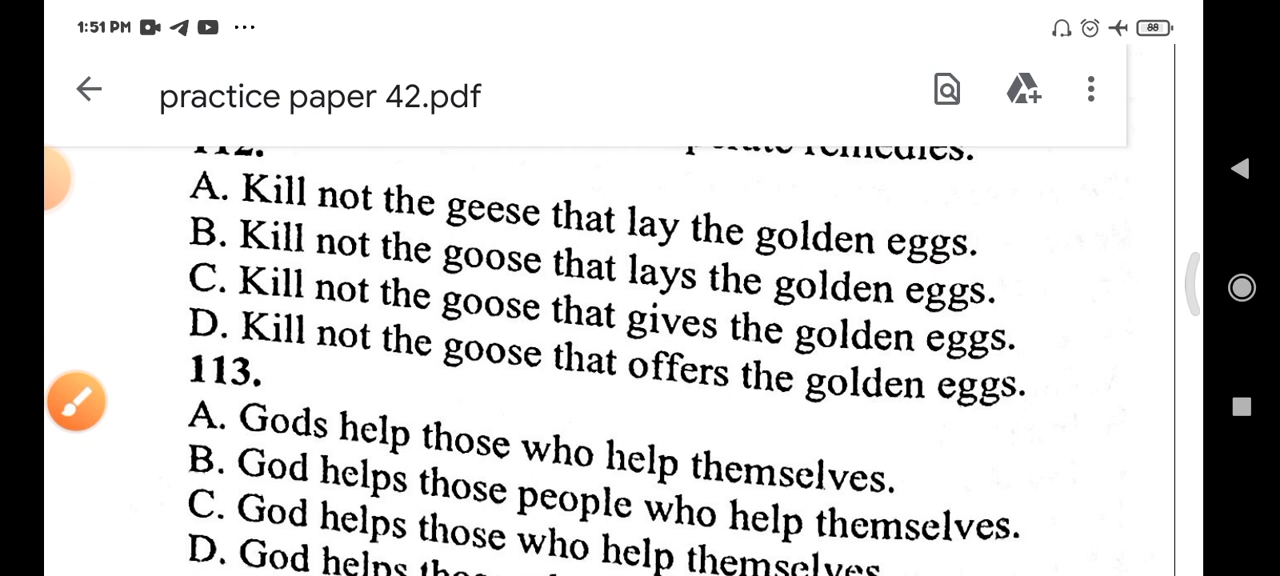 1:51 PM
88
practice paper 42.pdf
112.
remedies.
A. Kill not the geese that lay the golden eggs.
B. Kill not the goose that lays the golden eggs.
C. Kill not the goose that gives the golden eggs.
D. Kill not the goose that offers the golden eggs.
113.
A. Gods help those who help themselves.
B. God helps those people who help themselves.
C. God helps those who help themselves
D. God helps